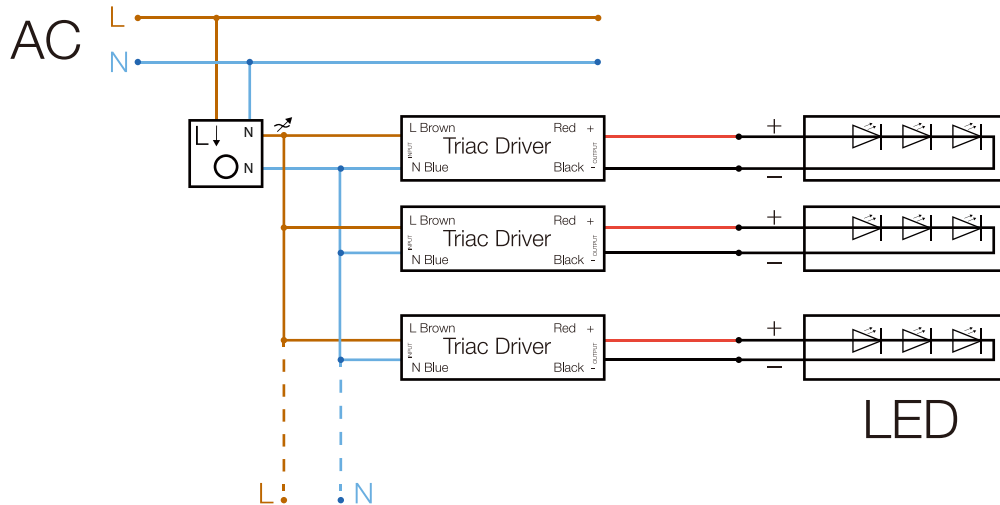 AC
L
N
L
N
N
L Brown
Red +
INPUT
Triac Driver
OUTPUT
N Blue
Black -
+
−
L Brown
Red +
INPUT
Triac Driver
OUTPUT
N Blue
Black -
+
−
L Brown
Red +
INPUT
Triac Driver
OUTPUT
N Blue
Black -
+
−
LED
L
N